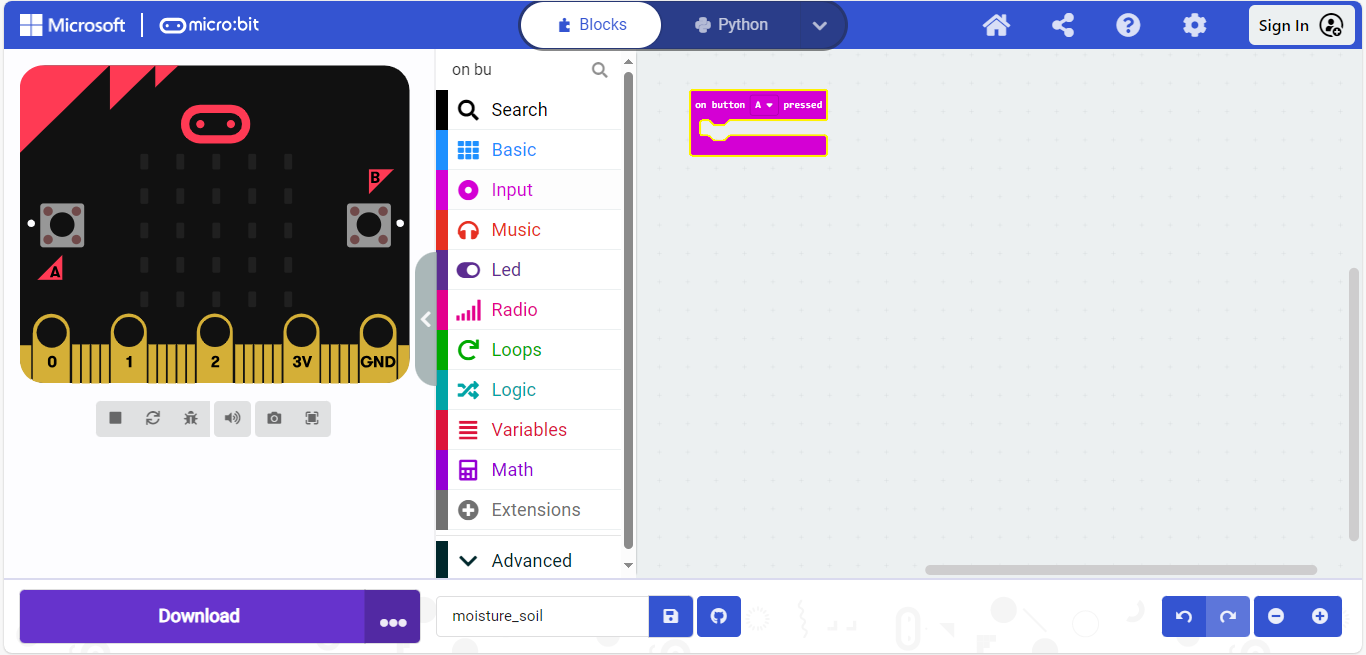 Microsoft micro:bit Blocks Python Sign In
on bu
Search
Basic
Input
Music
Led
Radio
Loops
Logic
Variables
Math
Extensions
Advanced
B
A
0 1 2 3V GND
on button A pressed
Download ••• moisture_soil